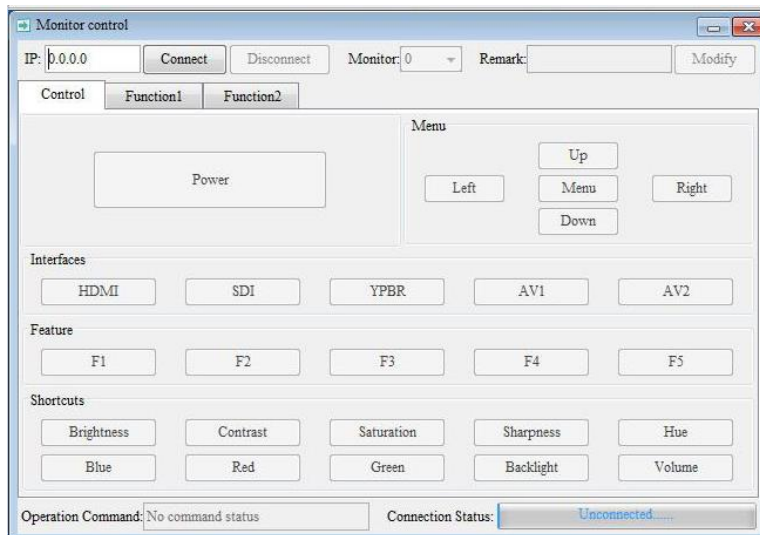 Monitor control
IP: 0.0.0.0 Connect Disconnect Monitor: 0 Remark: Modify
Control Function1 Function2
Power
Menu
Up
Left Menu Right
Down
Interfaces
HDMI SDI YPBR AV1 AV2
Feature
F1 F2 F3 F4 F5
Shortcuts
Brightness Contrast Saturation Sharpness Hue
Blue Red Green Backlight Volume
Operation Command: No command status Connection Status: Unconnected......